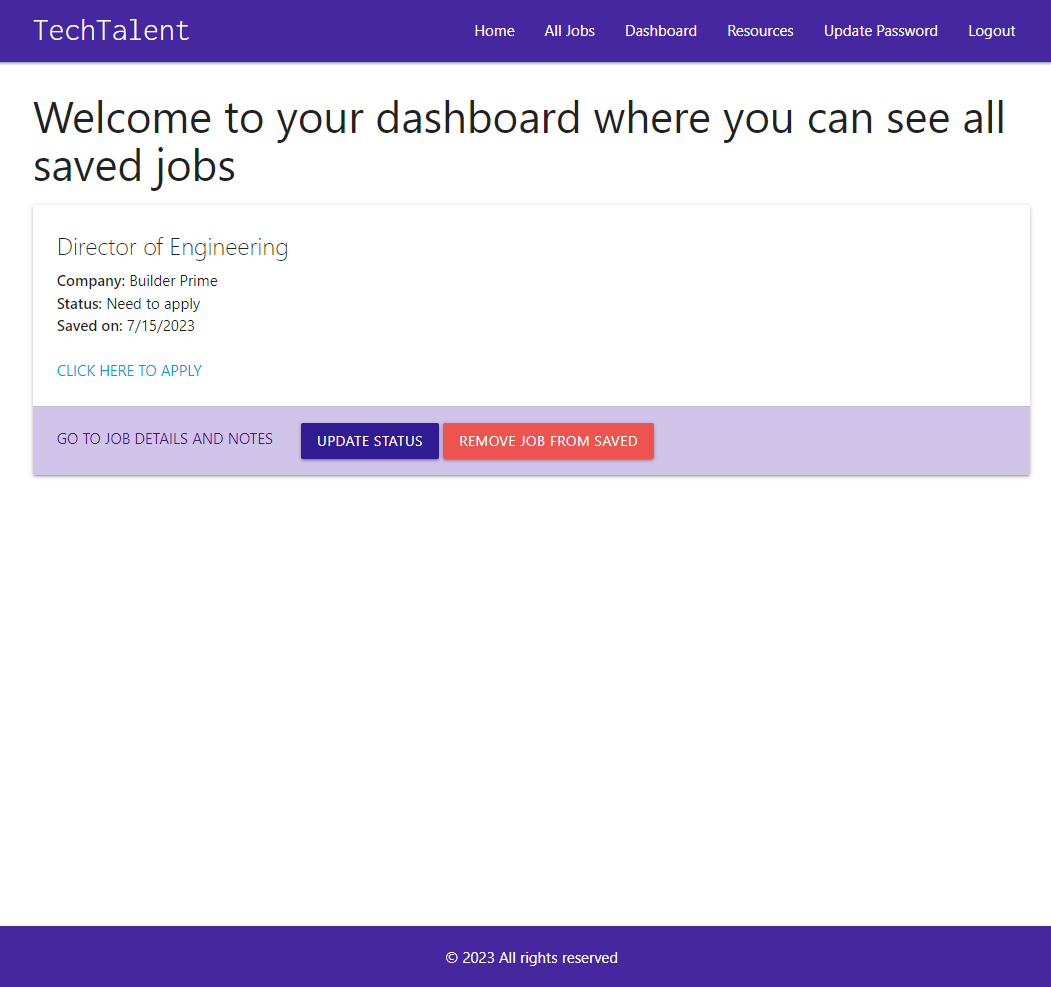 TechTalent
Home All Jobs Dashboard Resources Update Password Logout
Welcome to your dashboard where you can see all
saved jobs
Director of Engineering
Company: Builder Prime
Status: Need to apply
Saved on: 7/15/2023
CLICK HERE TO APPLY
GO TO JOB DETAILS AND NOTES UPDATE STATUS REMOVE JOB FROM SAVED
© 2023 All rights reserved